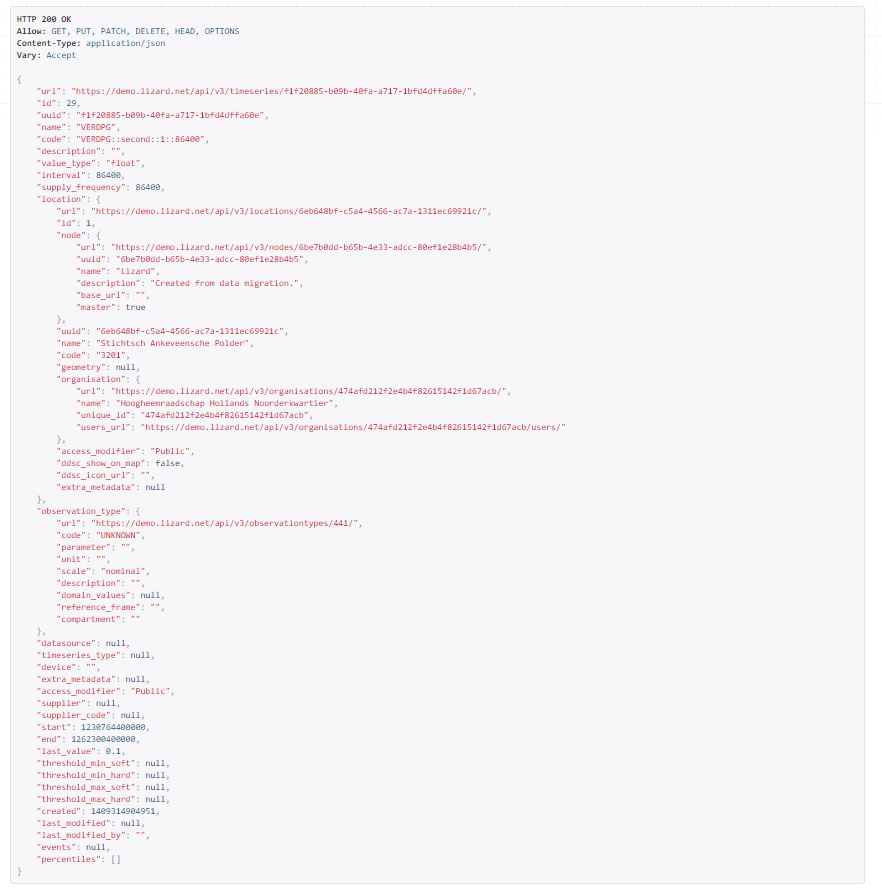 HTTP 200 OK
Allow: GET, PUT, PATCH, DELETE, HEAD, OPTIONS
Content-Type: application/json
Vary: Accept
{
"url": "https://demo.lizard.net/api/v3/timeseries/f1f20885-b09b-40fa-a717-1bfd4dffa60e/",
"id": 29,
"uuid": "f1f20885-b09b-40fa-a717-1bfd4dffa60e",
"name": "VERDPG",
"code": "VERDPG::second::1::86400",
"description": "",
"value_type": "float",
"interval": 86400,
"supply_frequency": 86400,
"location": {
"url": "https://demo.lizard.net/api/v3/locations/6eb648bf-c5a4-4566-ac7a-1311ec69921c/",
"id": 1,
"node": {
"url": "https://demo.lizard.net/api/v3/nodes/6be7b0dd-b65b-4e33-adcc-80ef1e28b4b5/",
"uuid": "6be7b0dd-b65b-4e33-adcc-80ef1e28b4b5",
"name": "Lizard",
"description": "Created from data migration.",
"base_url": "",
"master": true
},
"uuid": "6eb648bf-c5a4-4566-ac7a-1311ec69921c",
"name": "Stichtsch Ankeveensche Polder",
"code": "3201",
"geometry": null,
"organisation": {
"url": "https://demo.lizard.net/api/v3/organisations/474afd212f2e4b4f82615142f1d67acb/",
"name": "Hoogheemraadschap Hollands Noorderkwartier",
"unique_id": "474afd212f2e4b4f82615142f1d67acb",
"users_url": "https://demo.lizard.net/api/v3/organisations/474afd212f2e4b4f82615142f1d67acb/users/"
},
"access_modifier": "Public",
"ddsc_show_on_map": false,
"ddsc_icon_url": "",
"extra_metadata": null
},
"observation_type": {
"url": "https://demo.lizard.net/api/v3/observationtypes/441/",
"code": "UNKNOWN",
"parameter": "",
"unit": "",
"scale": "nominal",
"description": "",
"domain_values": null,
"reference_frame": "",
"compartment": ""
},
"datasource": null,
"timeseries_type": null,
"device": "",
"extra_metadata": null,
"access_modifier": "Public",
"supplier": null,
"supplier_code": null,
"start": 1230764400000,
"end": 1262300400000,
"last_value": 0.1,
"threshold_min_soft": null,
"threshold_min_hard": null,
"threshold_max_soft": null,
"threshold_max_hard": null,
"created": 1409314904951,
"last_modified": null,
"last_modified_by": "",
"events": null,
"percentiles": []
}